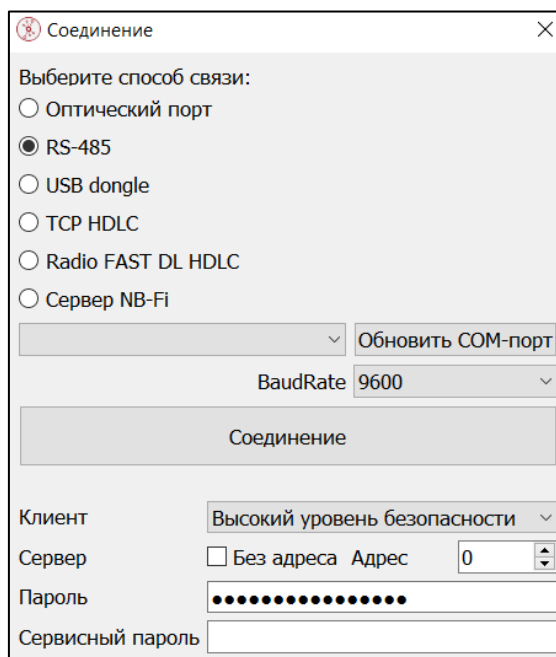 Соединение
Выберите способ связи:
Оптический порт
RS-485
USB dongle
TCP HDLC
Radio FAST DL HDLC
Сервер NB-Fi
Обновить COM-порт
BaudRate 9600
Соединение
Клиент Высокий уровень безопасности
Сервер Без адреса Адрес 0
Пароль ●●●●●●●●●●●●●●●●
Сервисный пароль